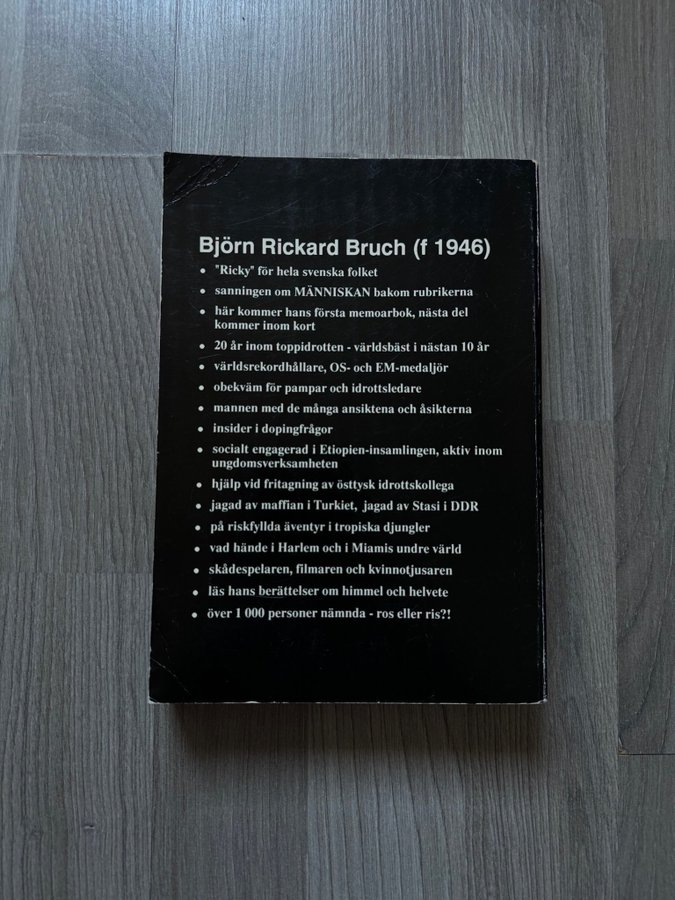 Björn Rickard Bruch (f 1946)
• "Ricky" för hela svenska folket
• sanningen om MÄNNISKAN bakom rubrikerna
• här kommer hans första memoarbok, nästa del
kommer inom kort
• 20 år inom toppidrotten - världsbäst i nästan 10 år
• världsrekordhållare, OS- och EM-medaljör
• obekväm för pampar och idrottsledare
• mannen med de många ansiktena och åsikterna
• insider i dopingfrågor
• socialt engagerad i Etiopien-insamlingen, aktiv inom
ungdomsverksamheten
• hjälp vid fritagning av östtysk idrottskollega
• jagad av maffian i Turkiet, jagad av Stasi i DDR
• på riskfyllda äventyr i tropiska djungler
• vad hände i Harlem och i Miamis undre värld
• skådespelaren, filmaren och kvinnotjusaren
• läs hans berättelser om himmel och helvete
• över 1 000 personer nämnda - ros eller ris?!